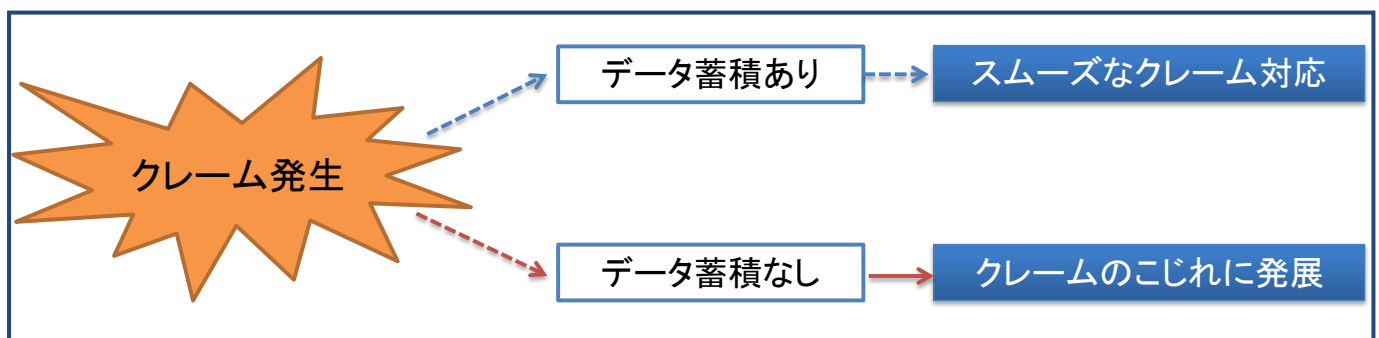 データ蓄積あり
スムーズなクレーム対応
クレーム発生
データ蓄積なし
クレームのこじれに発展